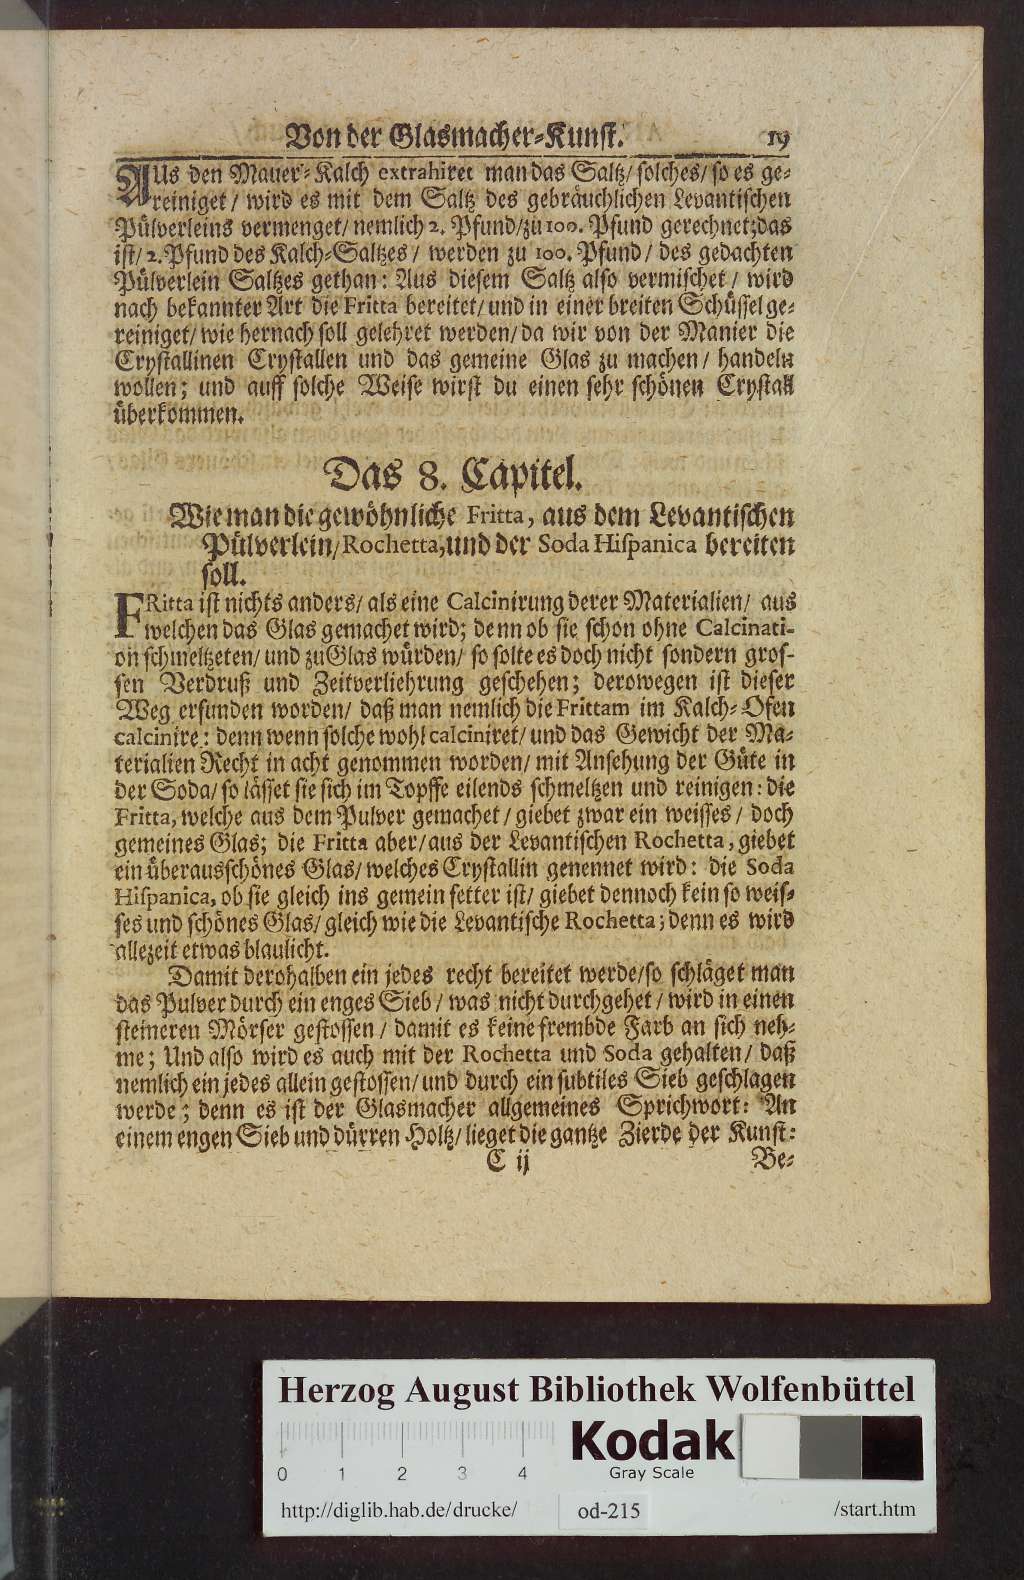 Von der Glasmacher-Kunst. 19
AUs den Mauer-Kalch extrahiret man das Saltz/ solches/ so es ge-
reiniget/ wird es mit dem Saltz des gebräuchlichen Levantischen
Pülverleins vermenget/ nemlich 2. Pfund/ zu 100. Pfund gerechnet; das
ist/ 2. Pfund des Kalch-Saltzes/ werden zu 100. Pfund/ des gedachten
Pülverlein Saltzes gethan: Aus diesem Saltz also vermischet/ wird
nach bekannter Art die Fritta bereitet/ und in einer breiten Schüssel ge-
reiniget/ wie hernach soll gelehret werden/ da wir von der Manier die
Crystallinen Crystallen und das gemeine Glas zu machen/ handeln
wollen; und auff solche Weise wirst du einen sehr schönen Crystall
überkommen.
Das 8. Capitel.
Wie man die gewöhnliche Fritta, aus dem Levantischen
Pülverlein/ Rochetta, und der Soda Hispanica bereiten
soll.
FRitta ist nichts anders/ als eine Calcinirung derer Materialien/ aus
welchen das Glas gemachet wird; denn ob sie schon ohne Calcinati-
on schmeltzeten/ und zu Glas würden/ so solte es doch nicht sondern gros-
sen Verdruß und Zeitverliehrung geschehen; derowegen ist dieser
Weg erfunden worden/ daß man nemlich die Frittam im Kalch-Ofen
calcinire: denn wenn solche wohl calciniret/ und das Gewicht der Ma-
terialien Recht in acht genommen worden/ mit Ansehung der Güte in
der Soda/ so lässet sie sich im Topffe eilends schmeltzen und reinigen: die
Fritta, welche aus dem Pulver gemachet/ giebet zwar ein weisses/ doch
gemeines Glas; die Fritta aber/ aus der Levantischen Rochetta, giebet
ein überausschönes Glas/ welches Crystallin genennet wird: die Soda
Hispanica, ob sie gleich ins gemein fetter ist/ giebet dennoch kein so weis-
ses und schönes Glas/ gleich wie die Levantische Rochetta; denn es wird
allezeit etwas blaulicht.
Damit derohalben ein jedes recht bereitet werde/ so schläget man
das Pulver durch ein enges Sieb/ was nicht durchgehet/ wird in einen
steineren Mörser gestossen/ damit es keine frembde Farb an sich neh-
me; Und also wird es auch mit der Rochetta und Soda gehalten/ daß
nemlich ein jedes allein gestossen/ und durch ein subtiles Sieb geschlagen
werde; denn es ist der Glasmacher allgemeines Sprichwort: An
einem engen Sieb und dürren Holtz/ lieget die gantze Zierde der Kunst:
C ij Be-
Herzog August Bibliothek Wolfenbüttel
0 1 2 3 4
Kodak
Gray Scale
http://diglib.hab.de/drucke/ od-215 /start.htm